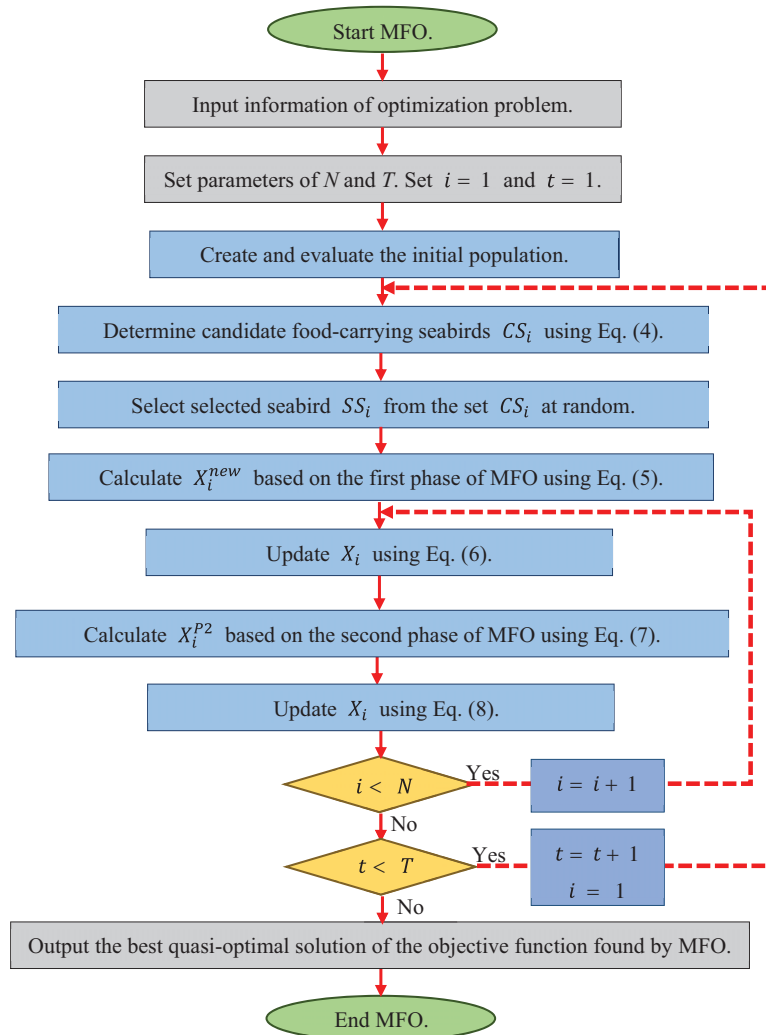 Start MFO.
Input information of optimization problem.
Set parameters of N and T. Set i = 1 and t = 1.
Create and evaluate the initial population.
Determine candidate food-carrying seabirds CS_i using Eq. (4).
Select selected seabird SS_i from the set CS_i at random.
Calculate X_i^{new} based on the first phase of MFO using Eq. (5).
Update X_i using Eq. (6).
Calculate X_i^{P2} based on the second phase of MFO using Eq. (7).
Update X_i using Eq. (8).
i < N
Yes
i = i + 1
No
t < T
Yes
t = t + 1
i = 1
No
Output the best quasi-optimal solution of the objective function found by MFO.
End MFO.